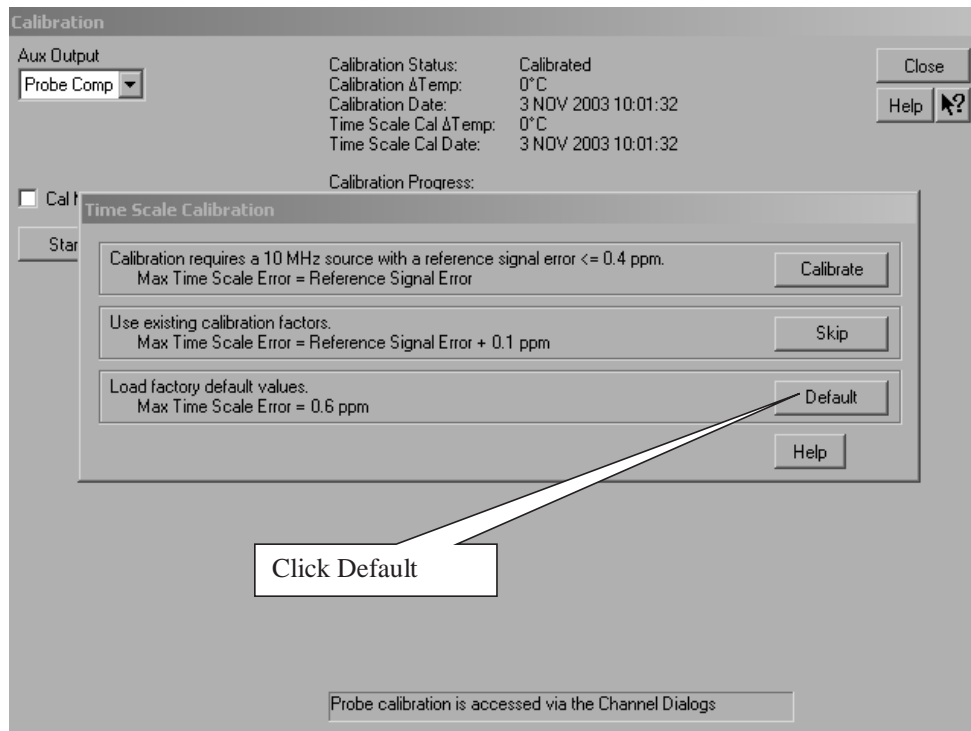 Calibration
Aux Output
Probe Comp
Calibration Status: Calibrated
Calibration ΔTemp: 0°C
Calibration Date: 3 NOV 2003 10:01:32
Time Scale Cal ΔTemp: 0°C
Time Scale Cal Date: 3 NOV 2003 10:01:32
Calibration Progress:
Close
Help
Cal
Time Scale Calibration
Calibration requires a 10 MHz source with a reference signal error <= 0.4 ppm.
Max Time Scale Error = Reference Signal Error
Calibrate
Use existing calibration factors.
Max Time Scale Error = Reference Signal Error + 0.1 ppm
Skip
Load factory default values.
Max Time Scale Error = 0.6 ppm
Default
Help
Click Default
Probe calibration is accessed via the Channel Dialogs